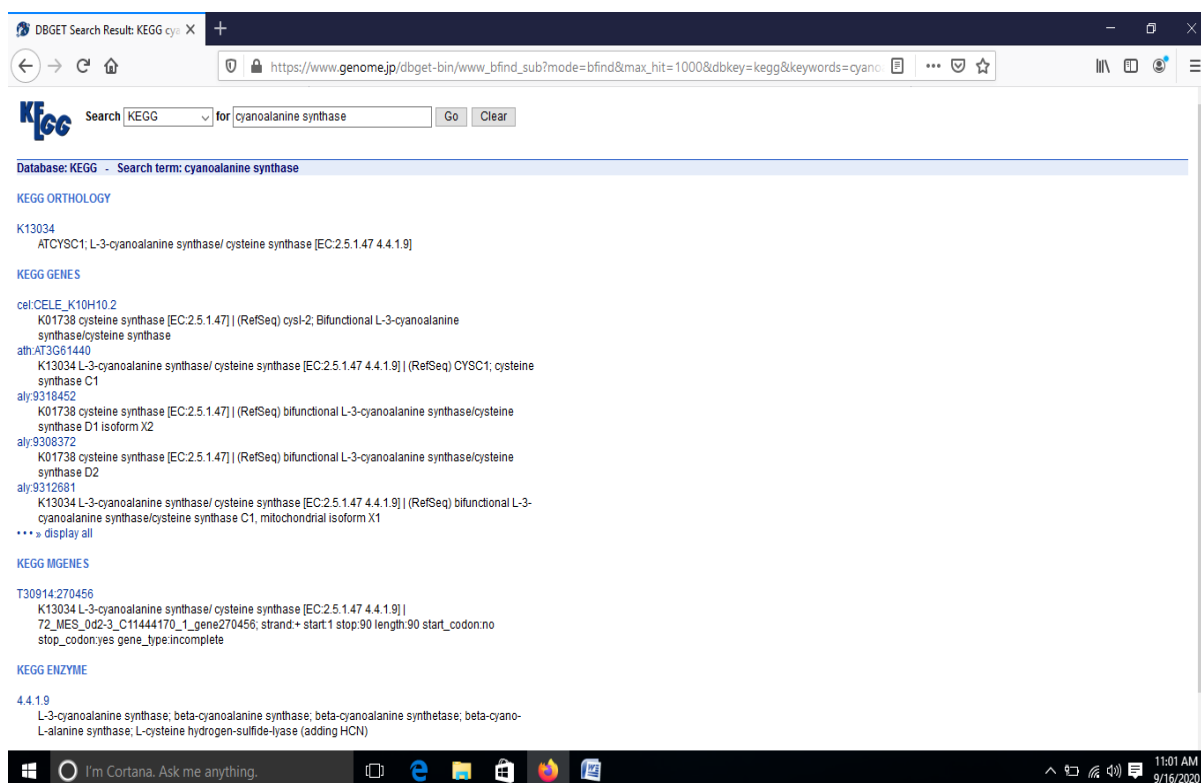 DBGET Search Result: KEGG cya
https://www.genome.jp/dbget-bin/www_bfind_sub?mode=bfind&max_hit=1000&dbkey=kegg&keywords=cyano
KEGG Search KEGG for cyanoalanine synthase Go Clear
Database: KEGG - Search term: cyanoalanine synthase
KEGG ORTHOLOGY
K13034
ATCYSC1; L-3-cyanoalanine synthase/ cysteine synthase [EC:2.5.1.47 4.4.1.9]
KEGG GENES
cel:CELE_K10H10.2
K01738 cysteine synthase [EC:2.5.1.47] | (RefSeq) cysl-2; Bifunctional L-3-cyanoalanine
synthase/cysteine synthase
ath:AT3G61440
K13034 L-3-cyanoalanine synthase/ cysteine synthase [EC:2.5.1.47 4.4.1.9] | (RefSeq) CYSC1; cysteine
synthase C1
aly:9318452
K01738 cysteine synthase [EC:2.5.1.47] | (RefSeq) bifunctional L-3-cyanoalanine synthase/cysteine
synthase D1 isoform X2
aly:9308372
K01738 cysteine synthase [EC:2.5.1.47] | (RefSeq) bifunctional L-3-cyanoalanine synthase/cysteine
synthase D2
aly:9312681
K13034 L-3-cyanoalanine synthase/ cysteine synthase [EC:2.5.1.47 4.4.1.9] | (RefSeq) bifunctional L-3-
cyanoalanine synthase/cysteine synthase C1, mitochondrial isoform X1
• • • » display all
KEGG MGENES
T30914:270456
K13034 L-3-cyanoalanine synthase/ cysteine synthase [EC:2.5.1.47 4.4.1.9] |
72_MES_0d2-3_C11444170_1_gene270456; strand:+ start:1 stop:90 length:90 start_codon:no
stop_codon:yes gene_type:incomplete
KEGG ENZYME
4.4.1.9
L-3-cyanoalanine synthase; beta-cyanoalanine synthase; beta-cyanoalanine synthetase; beta-cyano-
L-alanine synthase; L-cysteine hydrogen-sulfide-lyase (adding HCN)
I'm Cortana. Ask me anything.
11:01 AM
9/16/2020